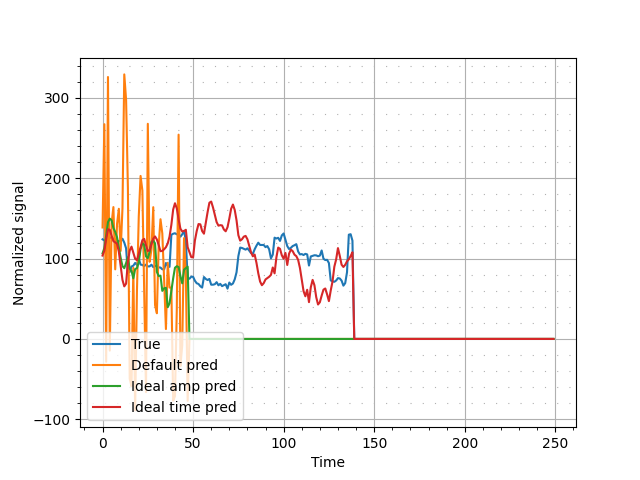 300
200
100
0
−100
Normalized signal
True
Default pred
Ideal amp pred
Ideal time pred
0 50 100 150 200 250
Time